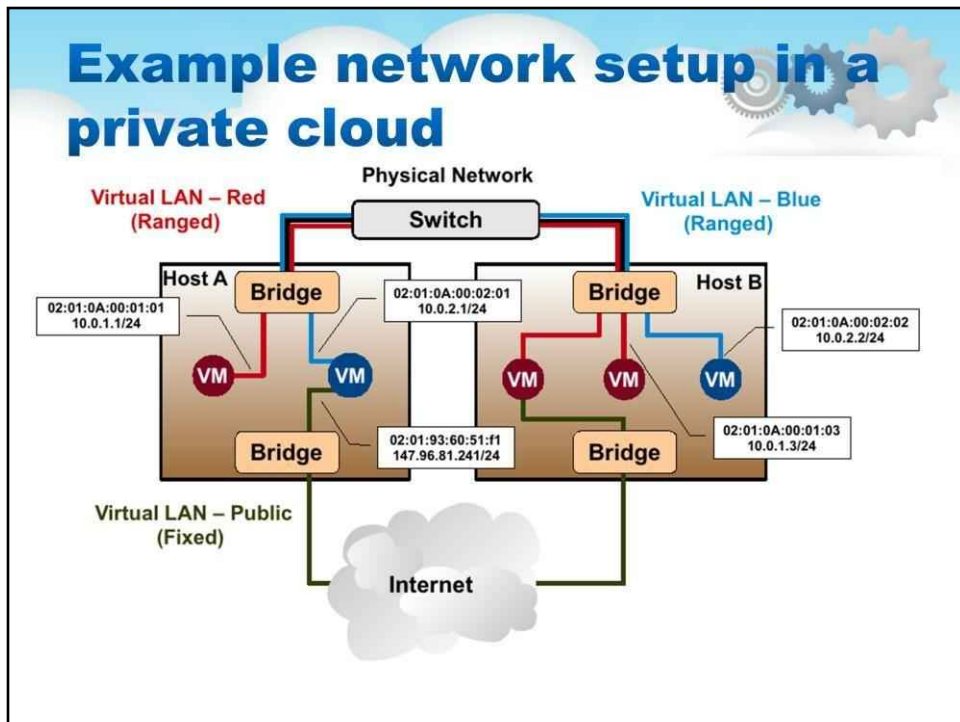 Example network setup in a
private cloud
Physical Network
Virtual LAN – Red
(Ranged)
Switch
Virtual LAN – Blue
(Ranged)
Host A
Bridge
02:01:0A:00:01:01
10.0.1.1/24
02:01:0A:00:02:01
10.0.2.1/24
Bridge
Host B
02:01:0A:00:02:02
10.0.2.2/24
VM
VM
VM
VM
VM
Bridge
02:01:93:60:51:f1
147.96.81.241/24
Bridge
02:01:0A:00:01:03
10.0.1.3/24
Virtual LAN – Public
(Fixed)
Internet